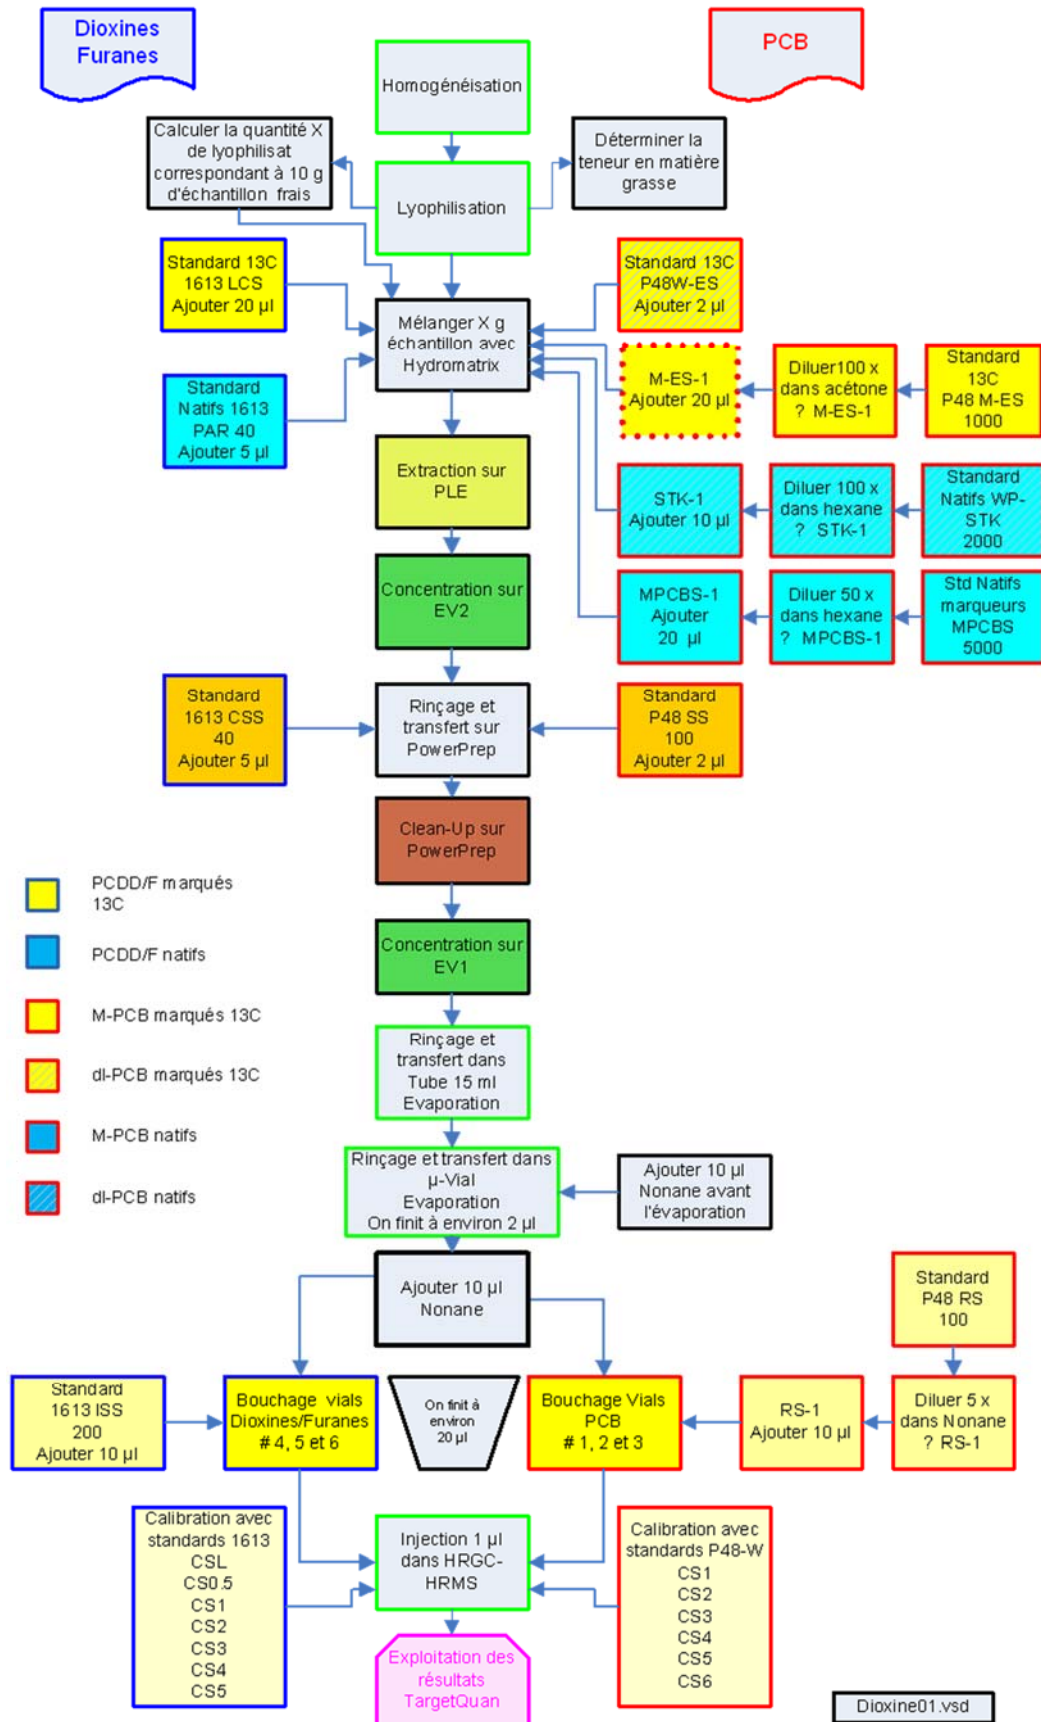 Dioxines
Furanes
PCB
Homogénéisation
Calculer la quantité X
de lyophilisat
correspondant à 10 g
d'échantillon frais
Lyophilisation
Déterminer la
teneur en matière
grasse
Standard 13C
1613 LCS
Ajouter 20 µl
Standard 13C
P48W-ES
Ajouter 2 µl
Mélanger X g
échantillon avec
Hydromatrix
Standard
Natifs 1613
PAR 40
Ajouter 5 µl
M-ES-1
Ajouter 20 µl
Diluer100 x
dans acétone
? M-ES-1
Standard
13C
P48 M-ES
1000
Extraction sur
PLE
STK-1
Ajouter 10 µl
Diluer 100 x
dans hexane
? STK-1
Standard
Natifs WP-
STK
2000
Concentration sur
EV2
MPCBS-1
Ajouter
20 µl
Diluer 50 x
dans hexane
? MPCBS-1
Std Natifs
marqueurs
MPCBS
5000
Standard
1613 CSS
40
Ajouter 5 µl
Rinçage et
transfert sur
PowerPrep
Standard
P48 SS
100
Ajouter 2 µl
Clean-Up sur
PowerPrep
PCDD/F marqués
13C
PCDD/F natifs
M-PCB marqués 13C
dl-PCB marqués 13C
M-PCB natifs
dl-PCB natifs
Concentration sur
EV1
Rinçage et
transfert dans
Tube 15 ml
Evaporation
Rinçage et transfert dans
µ-Vial
Evaporation
On finit à environ 2 µl
Ajouter 10 µl
Nonane avant
l'évaporation
Ajouter 10 µl
Nonane
Standard
P48 RS
100
Standard
1613 ISS
200
Ajouter 10 µl
Bouchage vials
Dioxines/Furanes
# 4, 5 et 6
On finit à
environ
20 µl
Bouchage Vials
PCB
# 1, 2 et 3
RS-1
Ajouter 10 µl
Diluer 5 x
dans Nonane
? RS-1
Calibration avec
standards 1613
CSL
CS0.5
CS1
CS2
CS3
CS4
CS5
Injection 1 µl
dans HRGC-
HRMS
Calibration avec
standards P48-W
CS1
CS2
CS3
CS4
CS5
CS6
Exploitation des
résultats
TargetQuan
Dioxine01.vsd